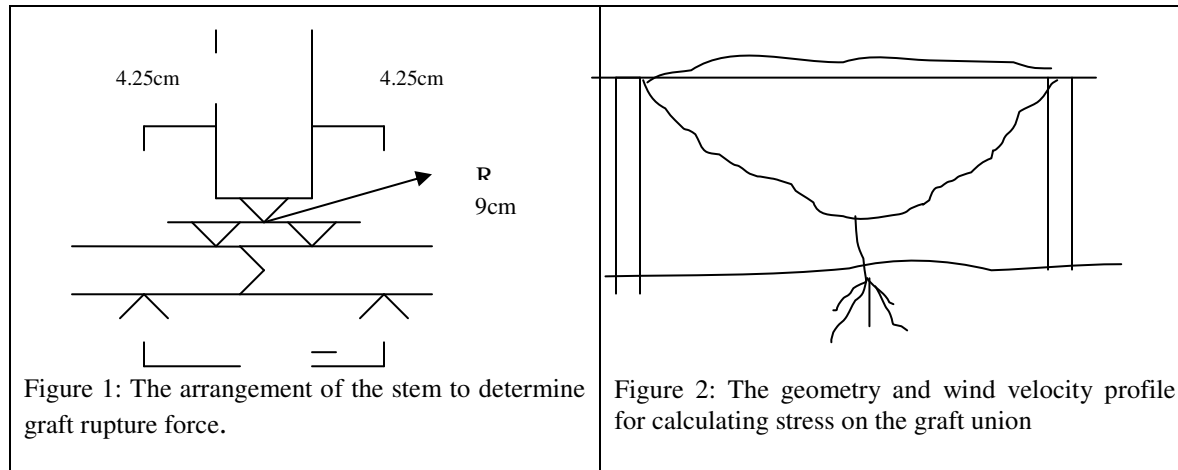 4.25cm 4.25cm
9cm
Figure 1: The arrangement of the stem to determine
graft rupture force.
Figure 2: The geometry and wind velocity profile
for calculating stress on the graft union